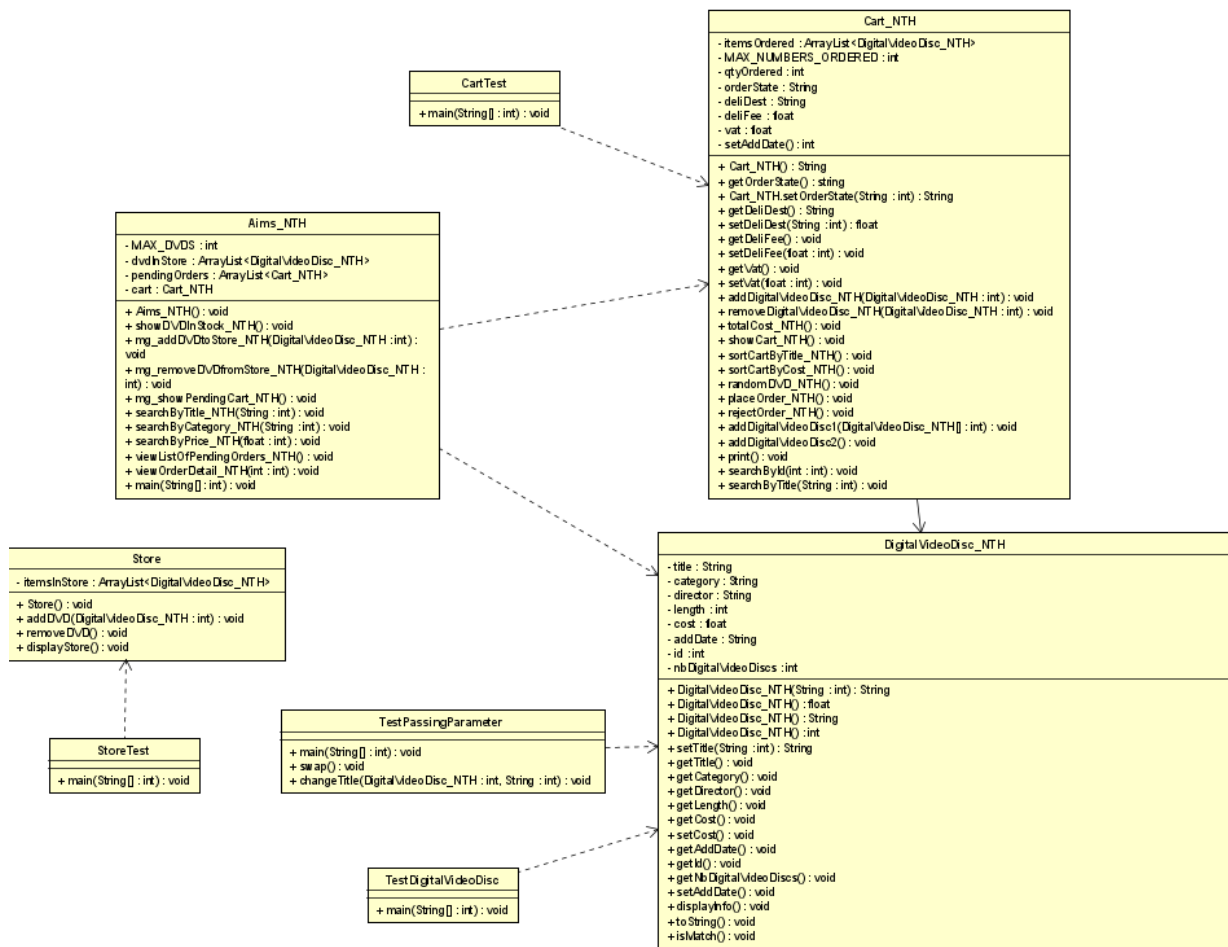 Cart_NTH
- itemsOrdered : ArrayList<DigitalVideoDisc_NTH>
- MAX_NUMBERS_ORDERED : int
- qtyOrdered : int
- orderState : String
- deliDest : String
- deliFee : float
- vat : float
- setAddDate() : int
+ Cart_NTH() : String
+ getOrderState() : string
+ Cart_NTH.setOrderState(String : int) : String
+ getDeliDest() : String
+ setDeliDest(String : int) : float
+ getDeliFee() : void
+ setDeliFee(float : int) : void
+ getVat() : void
+ setVat(float : int) : void
+ addDigitalVideoDisc_NTH(DigitalVideoDisc_NTH : int) : void
+ removeDigitalVideoDisc_NTH(DigitalVideoDisc_NTH : int) : void
+ totalCost_NTH() : void
+ showCart_NTH() : void
+ sortCartByTitle_NTH() : void
+ sortCartByCost_NTH() : void
+ randomDVD_NTH() : void
+ placeOrder_NTH() : void
+ rejectOrder_NTH() : void
+ addDigitalVideoDisc1(DigitalVideoDisc_NTH[] : int) : void
+ addDigitalVideoDisc2() : void
+ print() : void
+ searchById(int : int) : void
+ searchByTitle(String : int) : void
CartTest
+ main(String[] : int) : void
Aims_NTH
- MAX_DVDS : int
- dvdInStore : ArrayList<DigitalVideoDisc_NTH>
- pendingOrders : ArrayList<Cart_NTH>
- cart : Cart_NTH
+ Aims_NTH() : void
+ showDVDInStock_NTH() : void
+ mg_addDVDtoStore_NTH(DigitalVideoDisc_NTH : int) :
void
+ mg_removeDVDfromStore_NTH(DigitalVideoDisc_NTH :
int) : void
+ mg_showPendingCart_NTH() : void
+ searchByTitle_NTH(String : int) : void
+ searchByCategory_NTH(String : int) : void
+ searchByPrice_NTH(float : int) : void
+ viewListOfPendingOrders_NTH() : void
+ viewOrderDetail_NTH(int : int) : void
+ main(String[] : int) : void
Store
- itemsInStore : ArrayList<DigitalVideoDisc_NTH>
+ Store() : void
+ addDVD(DigitalVideoDisc_NTH : int) : void
+ removeDVD() : void
+ displayStore() : void
StoreTest
+ main(String[] : int) : void
TestPassingParameter
+ main(String[] : int) : void
+ swap() : void
+ changeTitle(DigitalVideoDisc_NTH : int, String : int) : void
TestDigitalVideoDisc
+ main(String[] : int) : void
DigitalVideoDisc_NTH
- title : String
- category : String
- director : String
- length : int
- cost : float
- addDate : String
- id : int
- nbDigitalVideoDiscs : int
+ DigitalVideoDisc_NTH(String : int) : String
+ DigitalVideoDisc_NTH() : float
+ DigitalVideoDisc_NTH() : String
+ DigitalVideoDisc_NTH() : int
+ setTitle(String : int) : String
+ getTitle() : void
+ getCategory() : void
+ getDirector() : void
+ getLength() : void
+ getCost() : void
+ setCost() : void
+ getAddDate() : void
+ getId() : void
+ getNbDigitalVideoDiscs() : void
+ setAddDate() : void
+ displayInfo() : void
+ toString() : void
+ isMatch() : void